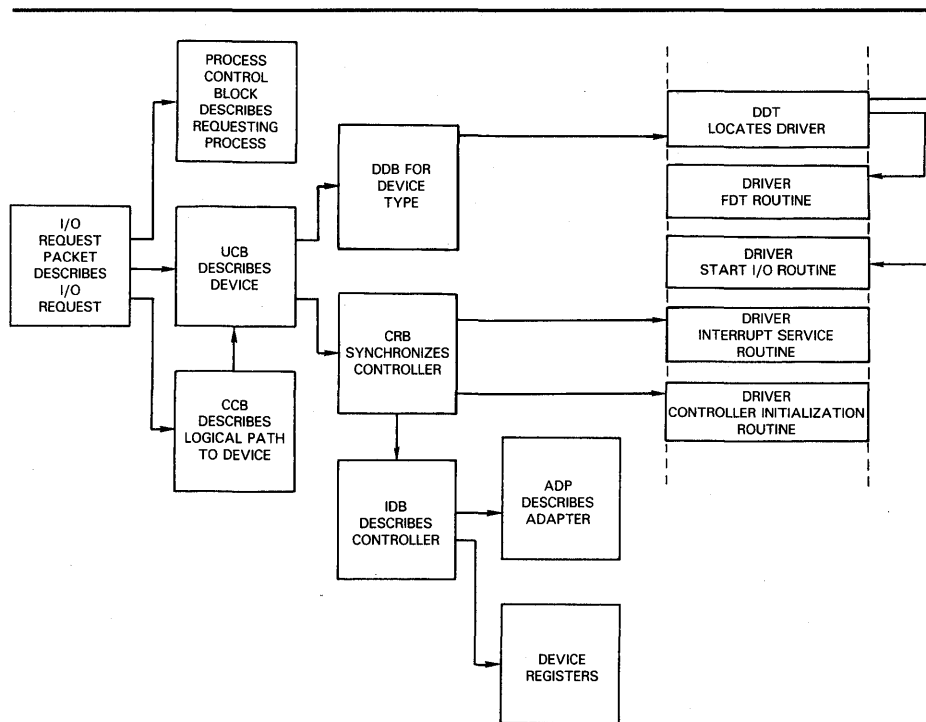 PROCESS
CONTROL
BLOCK
DESCRIBES
REQUESTING
PROCESS
I/O
REQUEST
PACKET
DESCRIBES
I/O
REQUEST
UCB
DESCRIBES
DEVICE
CCB
DESCRIBES
LOGICAL PATH
TO DEVICE
DDB FOR
DEVICE
TYPE
CRB
SYNCHRONIZES
CONTROLLER
IDB
DESCRIBES
CONTROLLER
ADP
DESCRIBES
ADAPTER
DEVICE
REGISTERS
DDT
LOCATES DRIVER
DRIVER
FDT ROUTINE
DRIVER
START I/O ROUTINE
DRIVER
INTERRUPT SERVICE
ROUTINE
DRIVER
CONTROLLER INITIALIZATION
ROUTINE